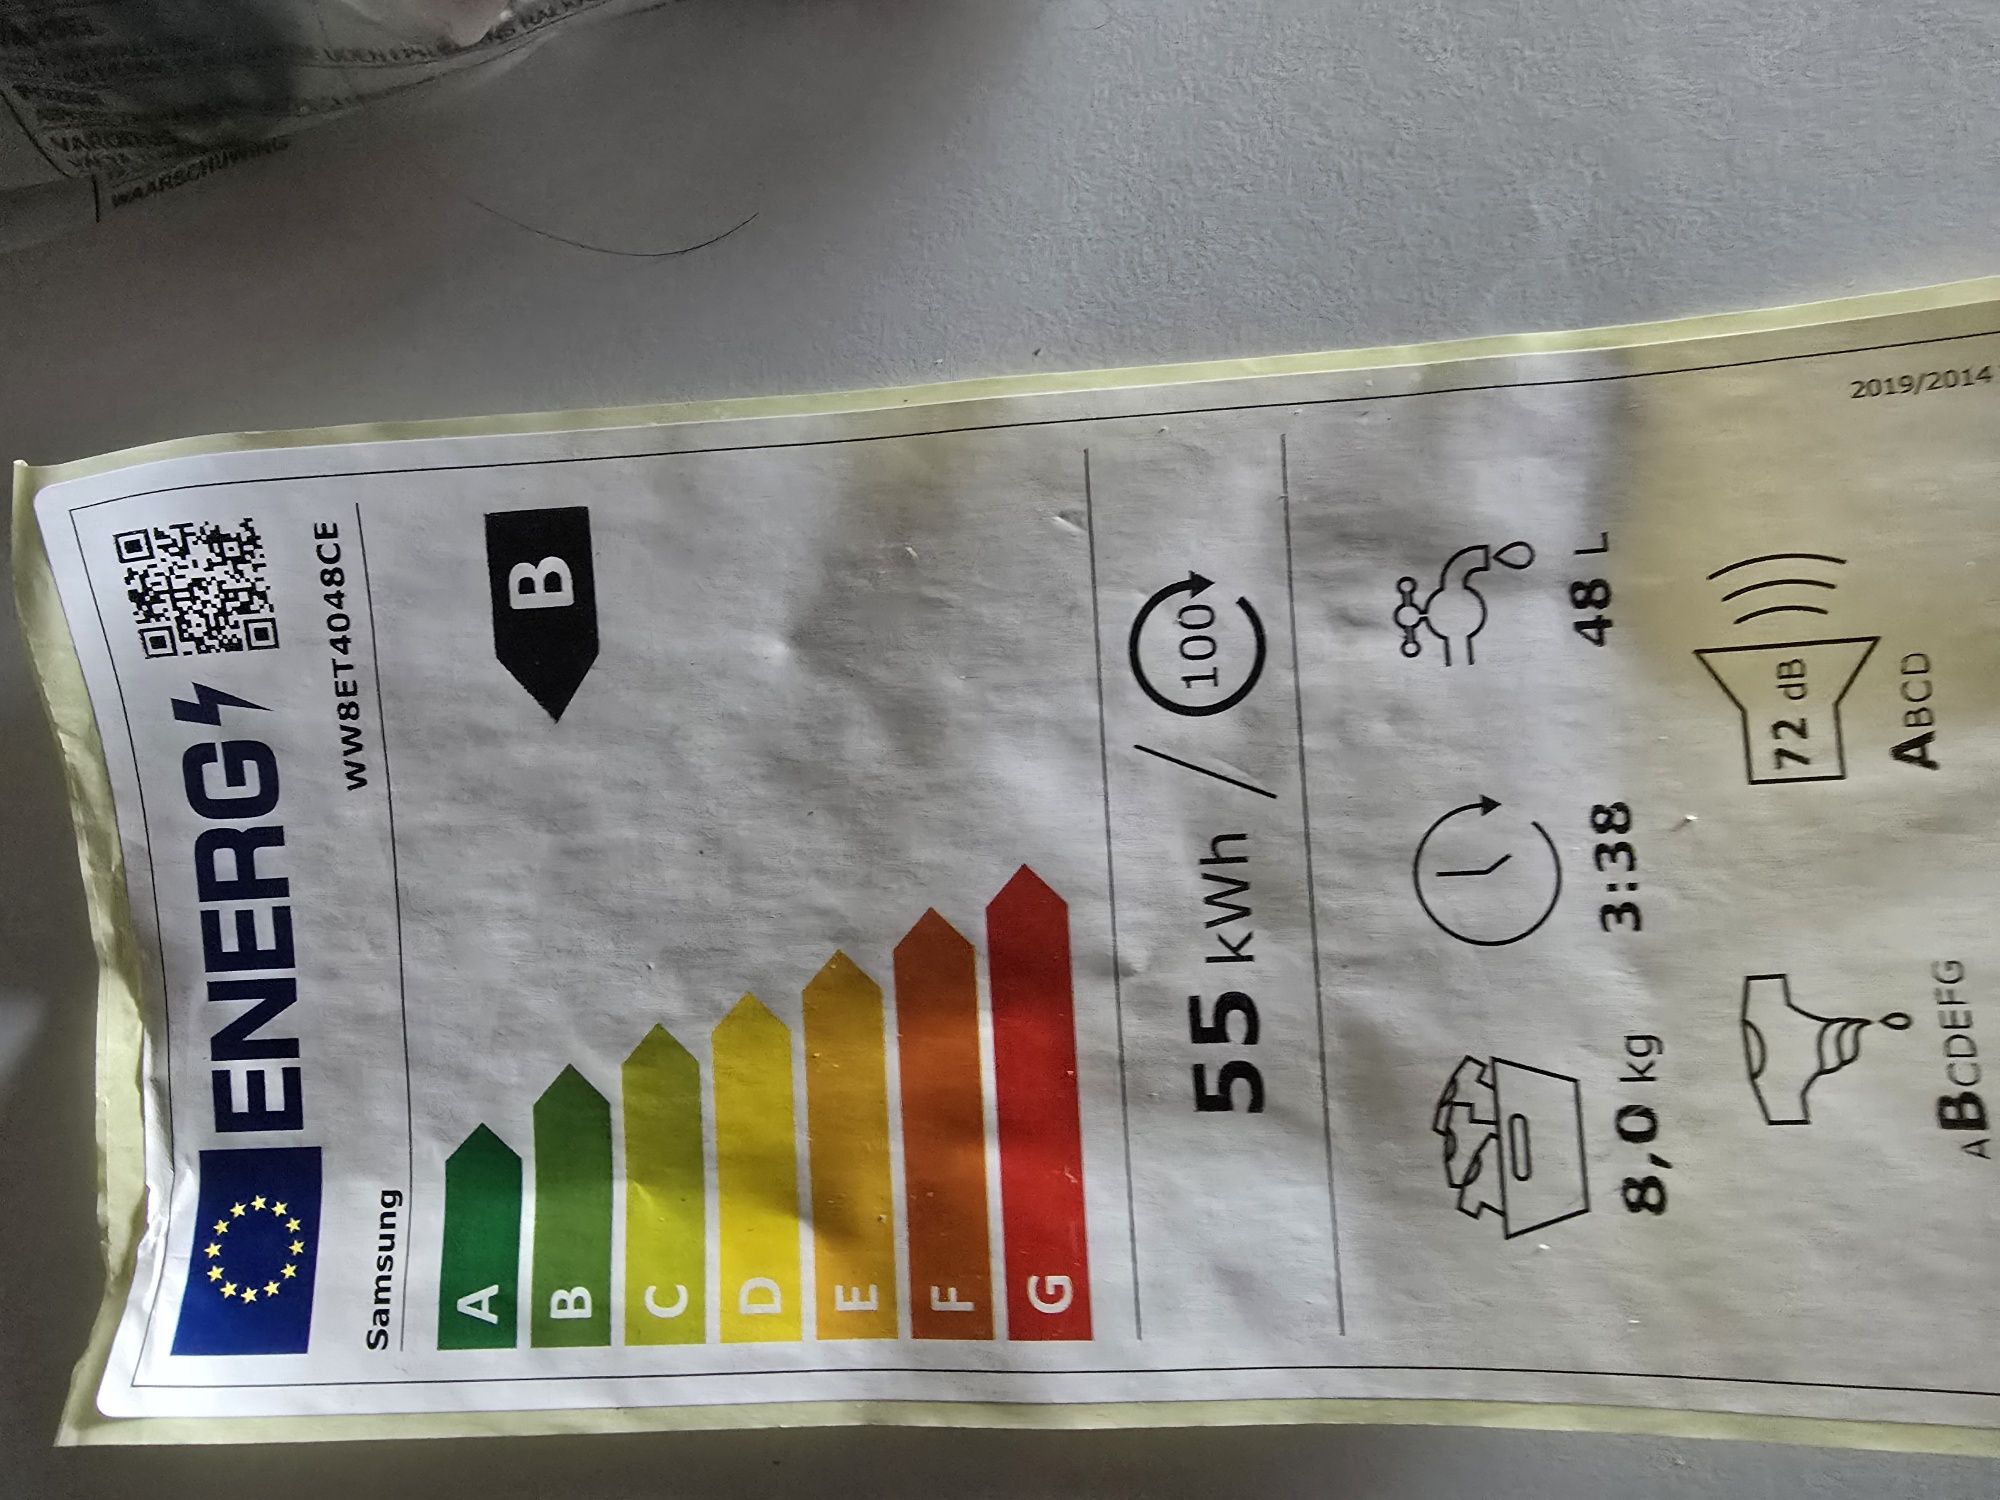 WAARSCHUWING
ENERG
Samsung
WW8ET4048CE
A
B
C
D
E
F
G
B
55 kWh / 100
8,0 kg
3:38
48 L
72 dB
ABCDEFG
ABCD
2019/2014